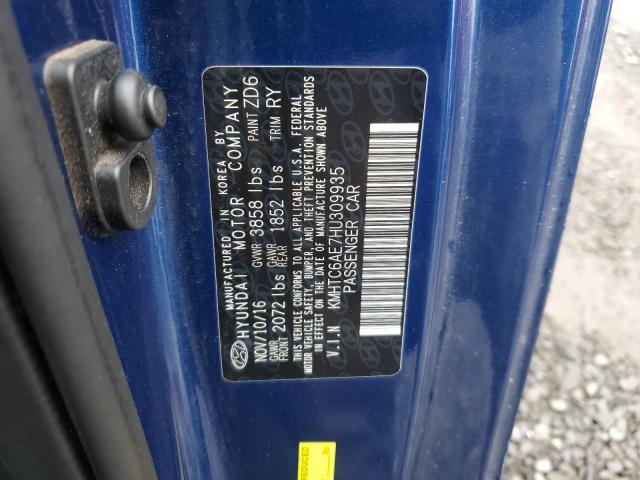 MANUFACTURED IN KOREA BY
HYUNDAI MOTOR COMPANY
NOV/10/16 GVWR 3858 lbs PAINT ZD6
GAWR FRONT 2072 lbs GAWR REAR 1852 lbs TRIM RY
THIS VEHICLE CONFORMS TO ALL APPLICABLE U.S.A. FEDERAL
MOTOR VEHICLE SAFETY, BUMPER, AND THEFT PREVENTION STANDARDS
IN EFFECT ON THE DATE OF MANUFACTURE SHOWN ABOVE
V.I.N KMHTC6AE7HU309935
PASSENGER CAR
REDUCED
lbs